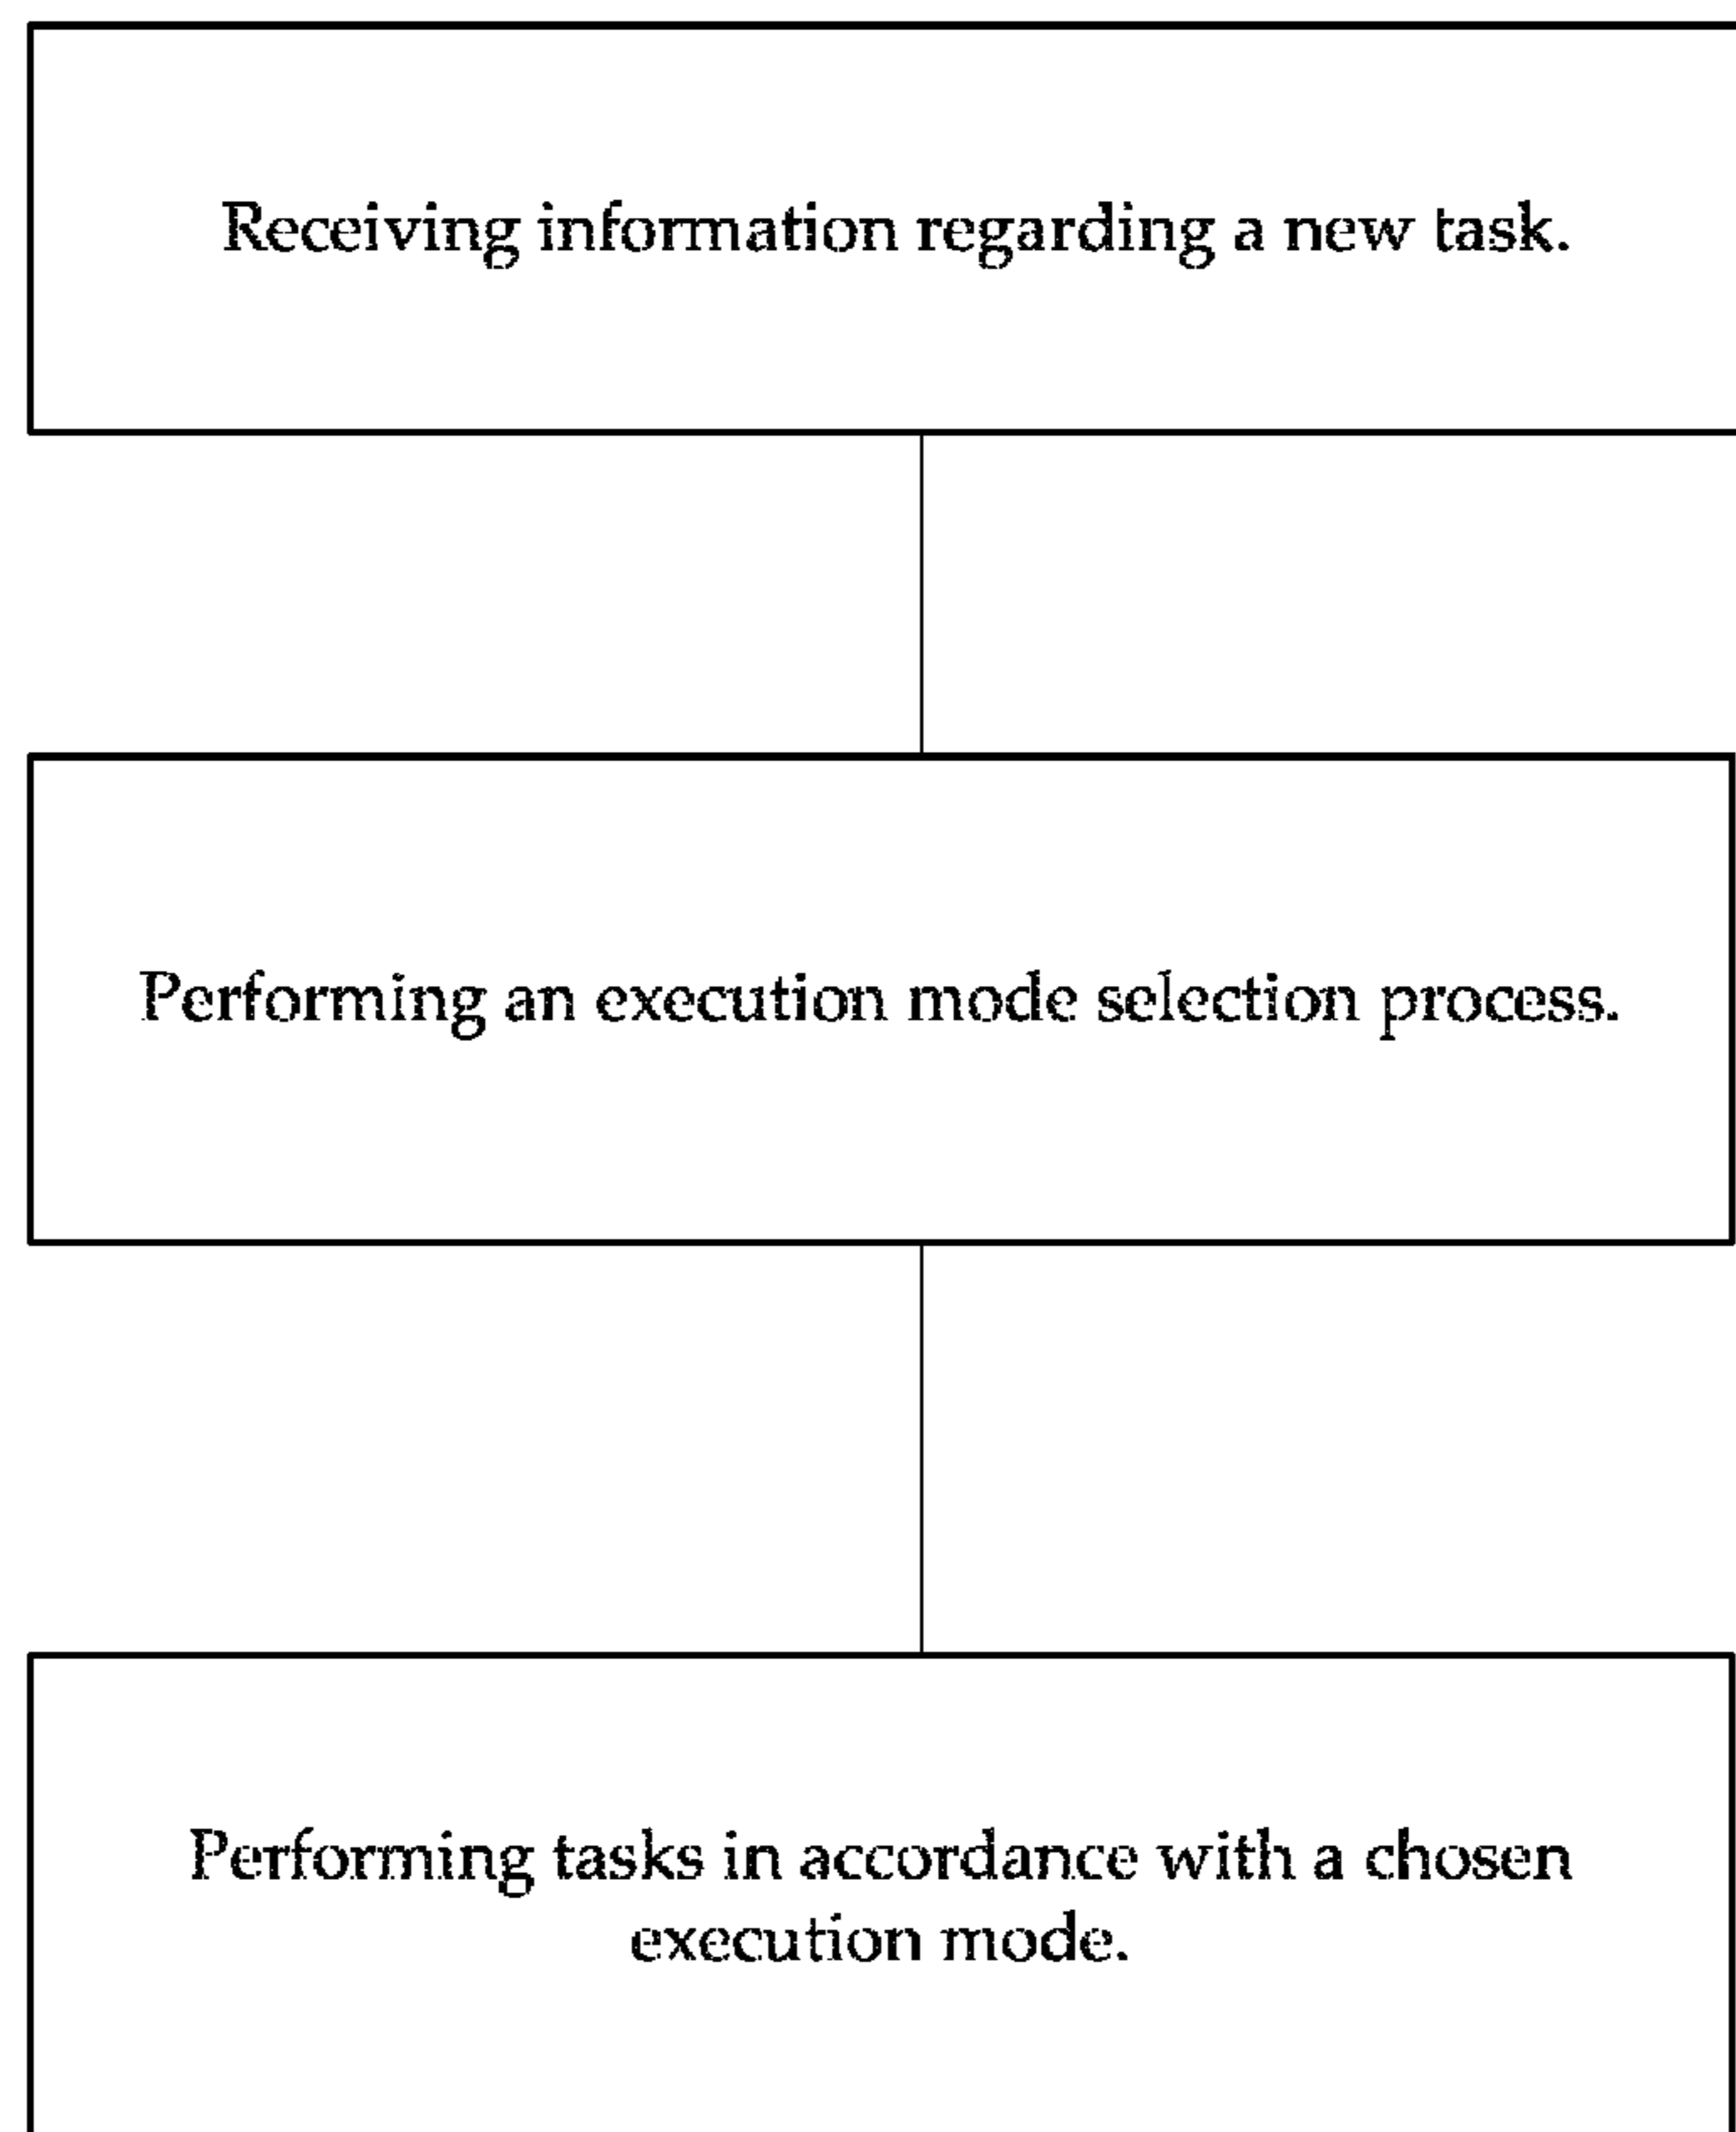 Receiving information regarding a new task.
Performing an execution mode selection process.
Performing tasks in accordance with a chosen
execution mode.